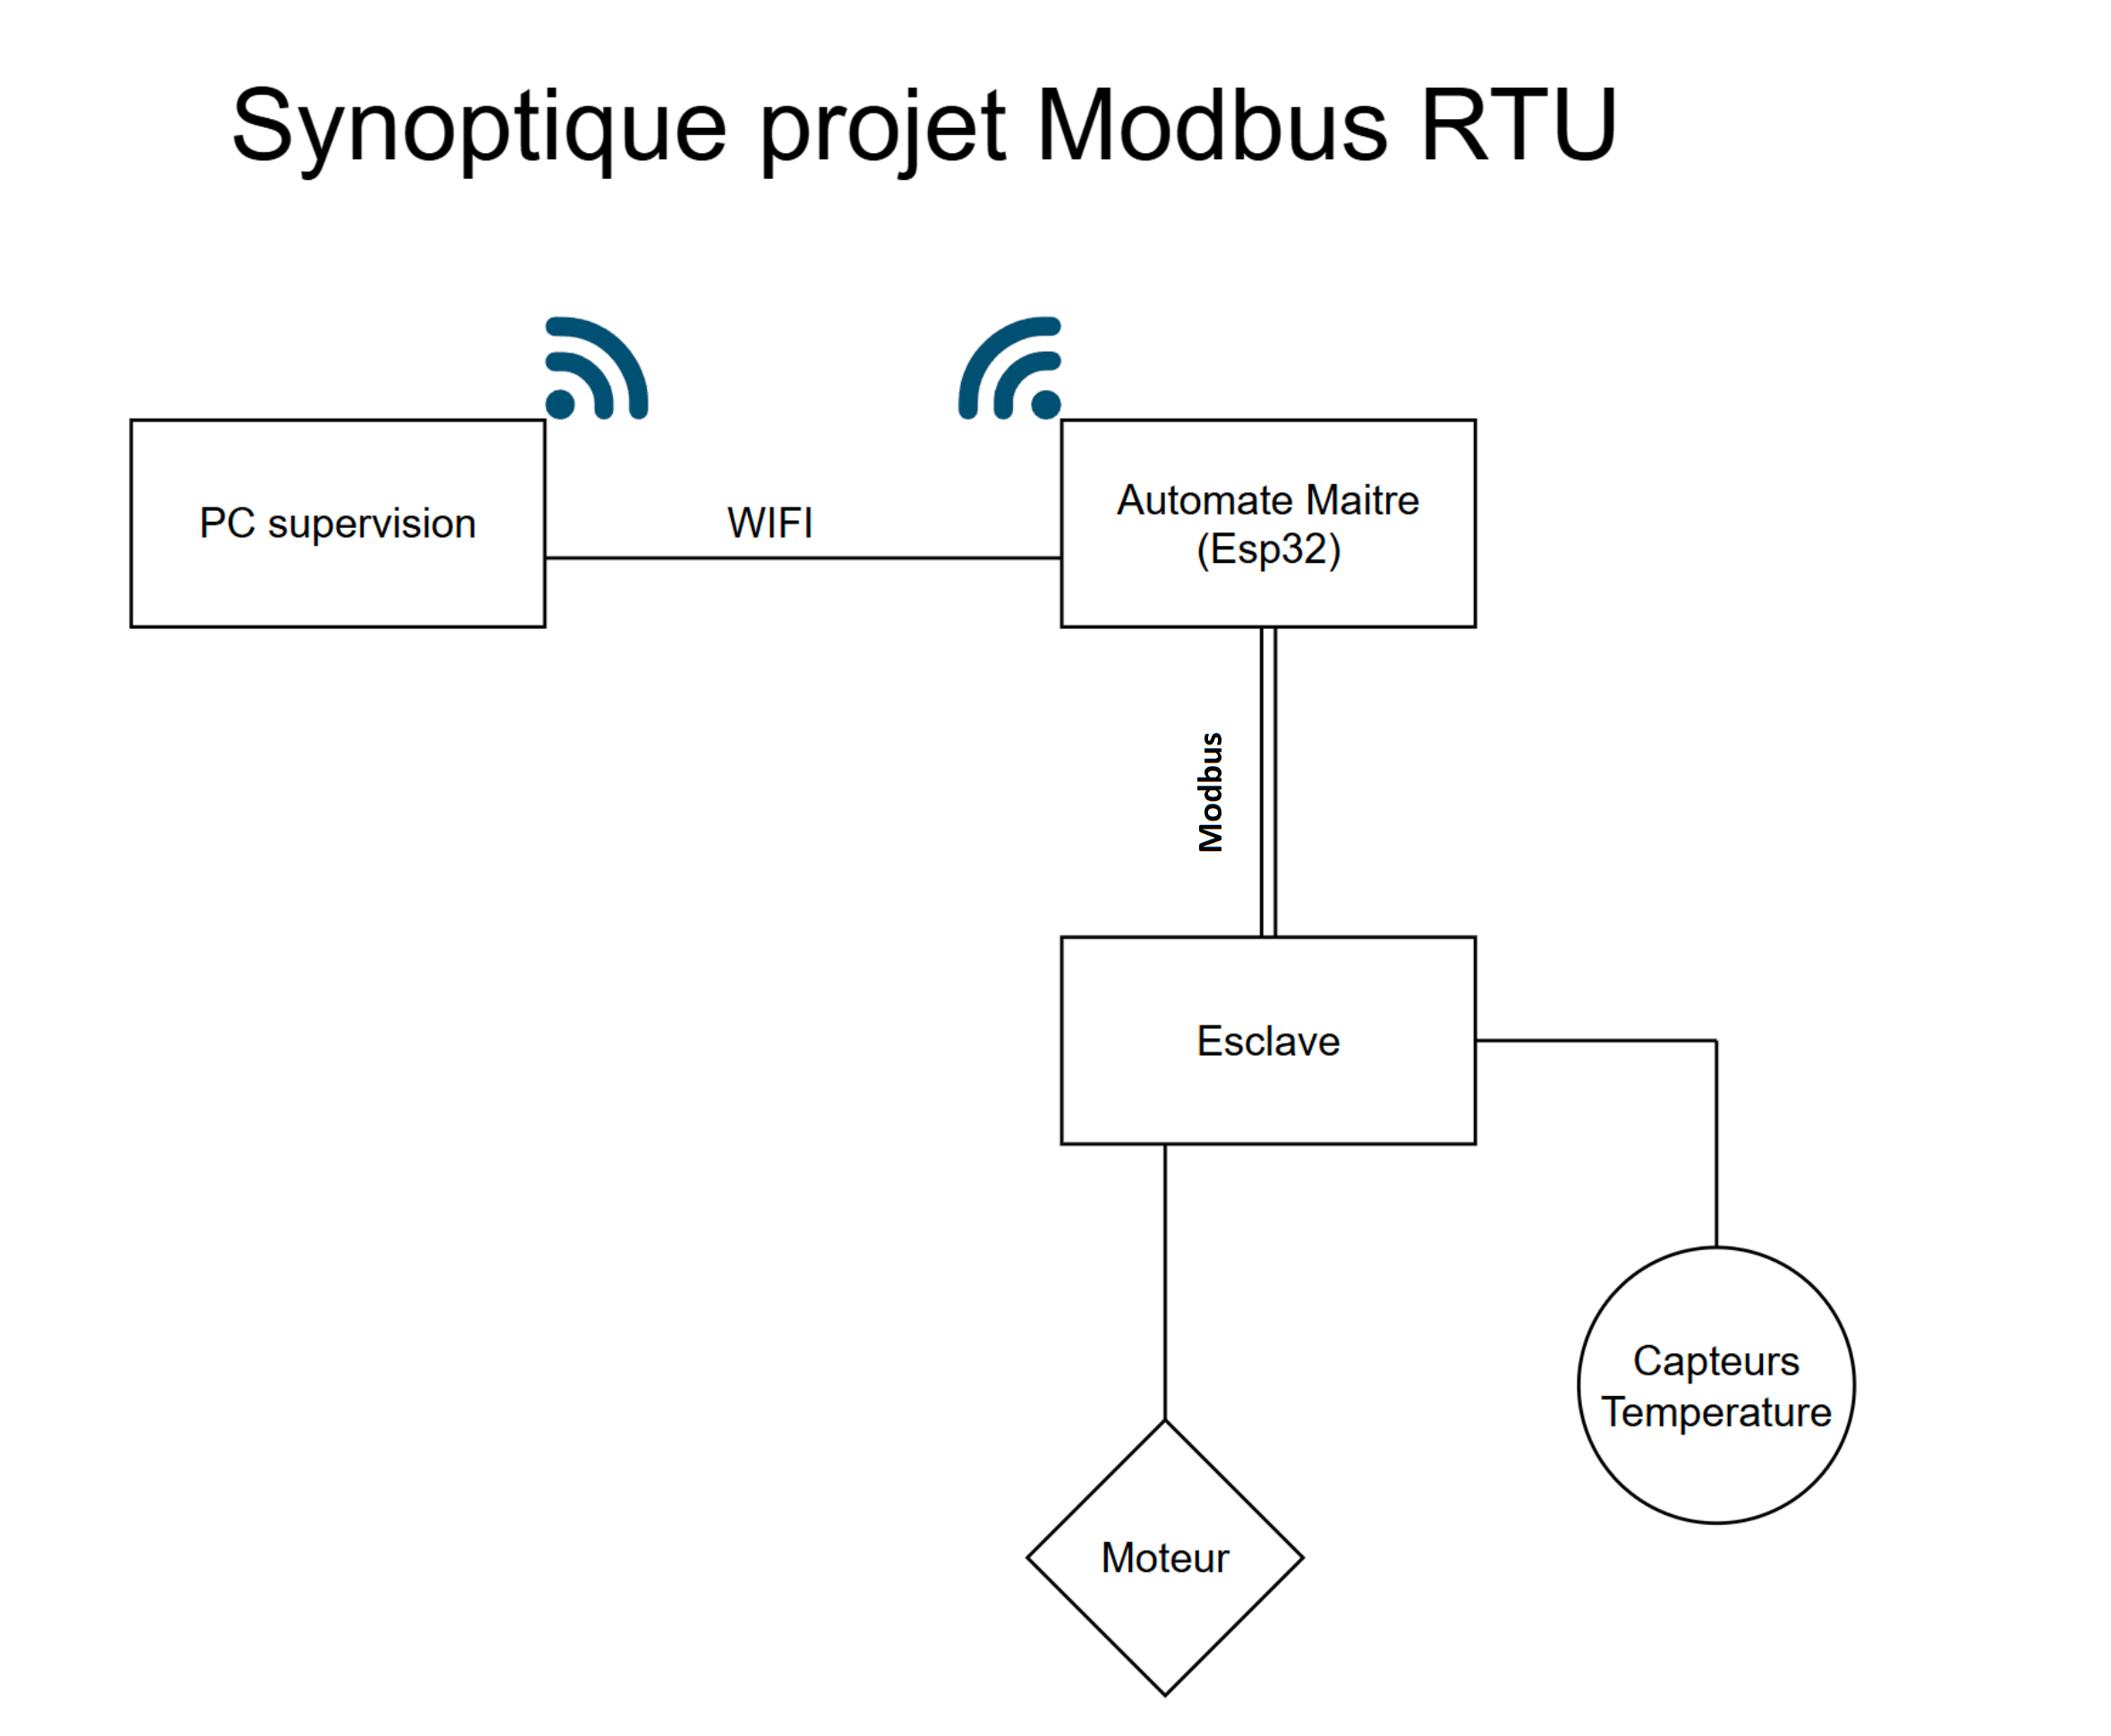 Synoptique projet Modbus RTU
PC supervision
WIFI
Automate Maitre
(Esp32)
Modbus
Esclave
Capteurs
Temperature
Moteur